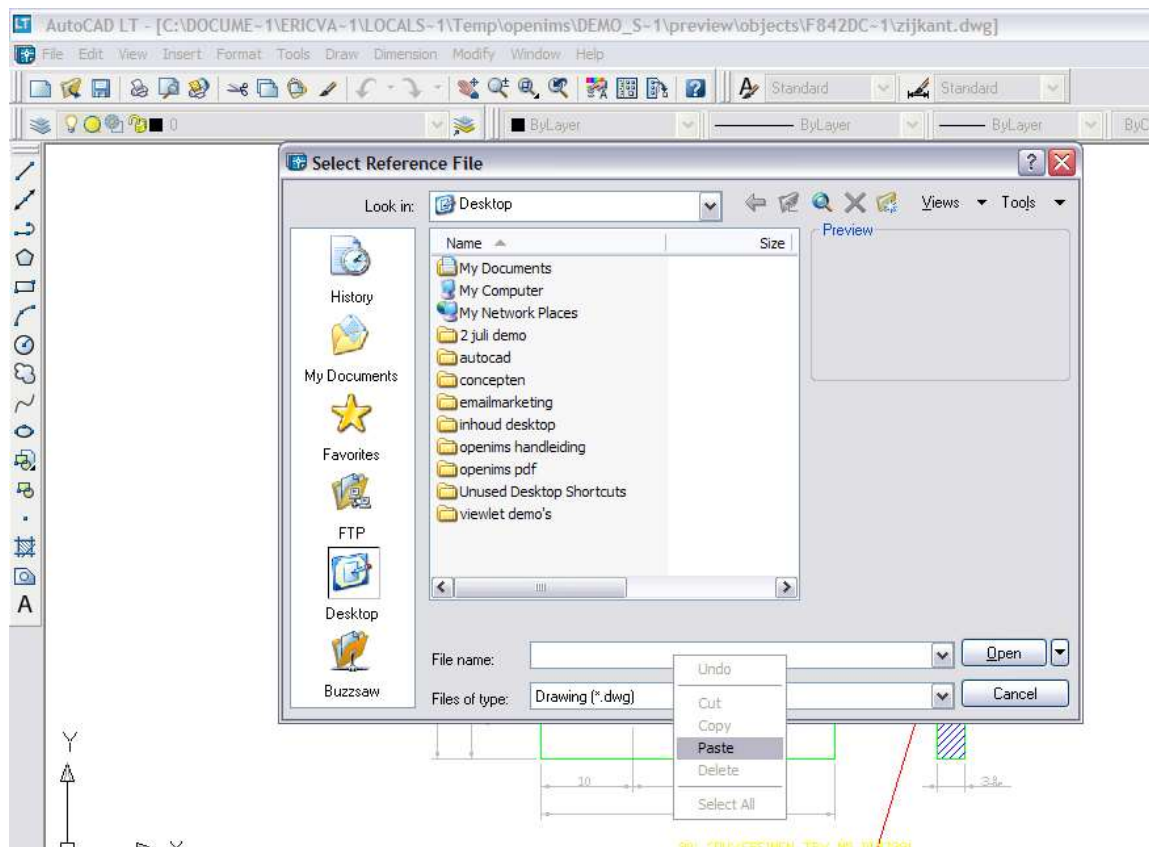 AutoCAD LT - [C:\DOCUME~1\ERICVA~1\LOCALS~1\Temp\openims\DEMO_S~1\preview\objects\F842DC~1\zijkant.dwg]
File Edit View Insert Format Tools Draw Dimension Modify Window Help
Standard Standard
0 ByLayer ByLayer ByLayer ByC
Select Reference File
Look in: Desktop Views Tools
Name Size Preview
My Documents
My Computer
My Network Places
2 juli demo
autocad
concepten
emailmarketing
inhoud desktop
openims handleiding
openims pdf
Unused Desktop Shortcuts
viewlet demo's
History
My Documents
Favorites
FTP
Desktop
Buzzsaw
File name: Open
Files of type: Drawing (*.dwg) Cancel
Undo
Cut
Copy
Paste
Delete
Select All
A
Y
10
X